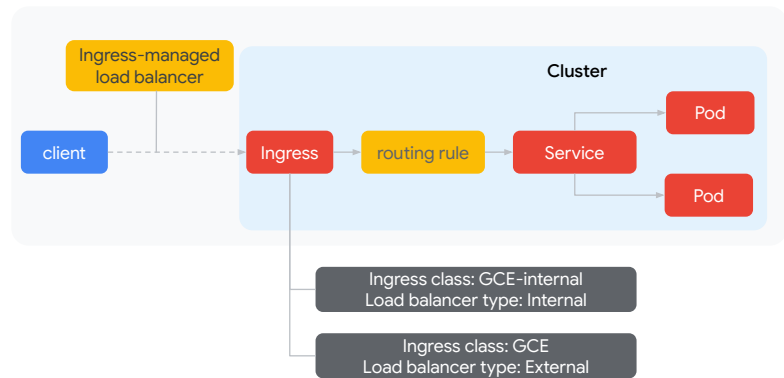 Ingress-managed
load balancer
Cluster
client
Ingress
routing rule
Service
Pod
Pod
Ingress class: GCE-internal
Load balancer type: Internal
Ingress class: GCE
Load balancer type: External